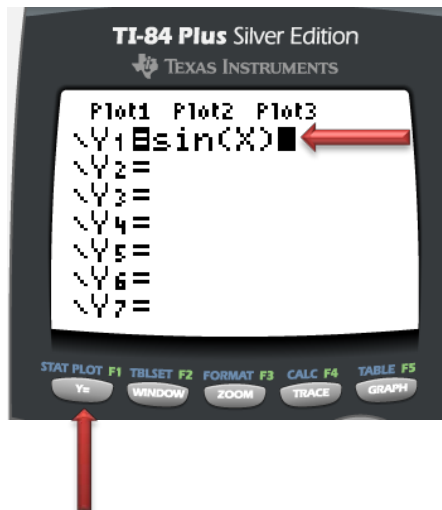 TI-84 Plus Silver Edition
TEXAS INSTRUMENTS
Plot1 Plot2 Plot3
\Y1=sin(X)
\Y2=
\Y3=
\Y4=
\Y5=
\Y6=
\Y7=
STAT PLOT F1 TBLSET F2 FORMAT F3 CALC F4 TABLE F5
Y= WINDOW ZOOM TRACE GRAPH